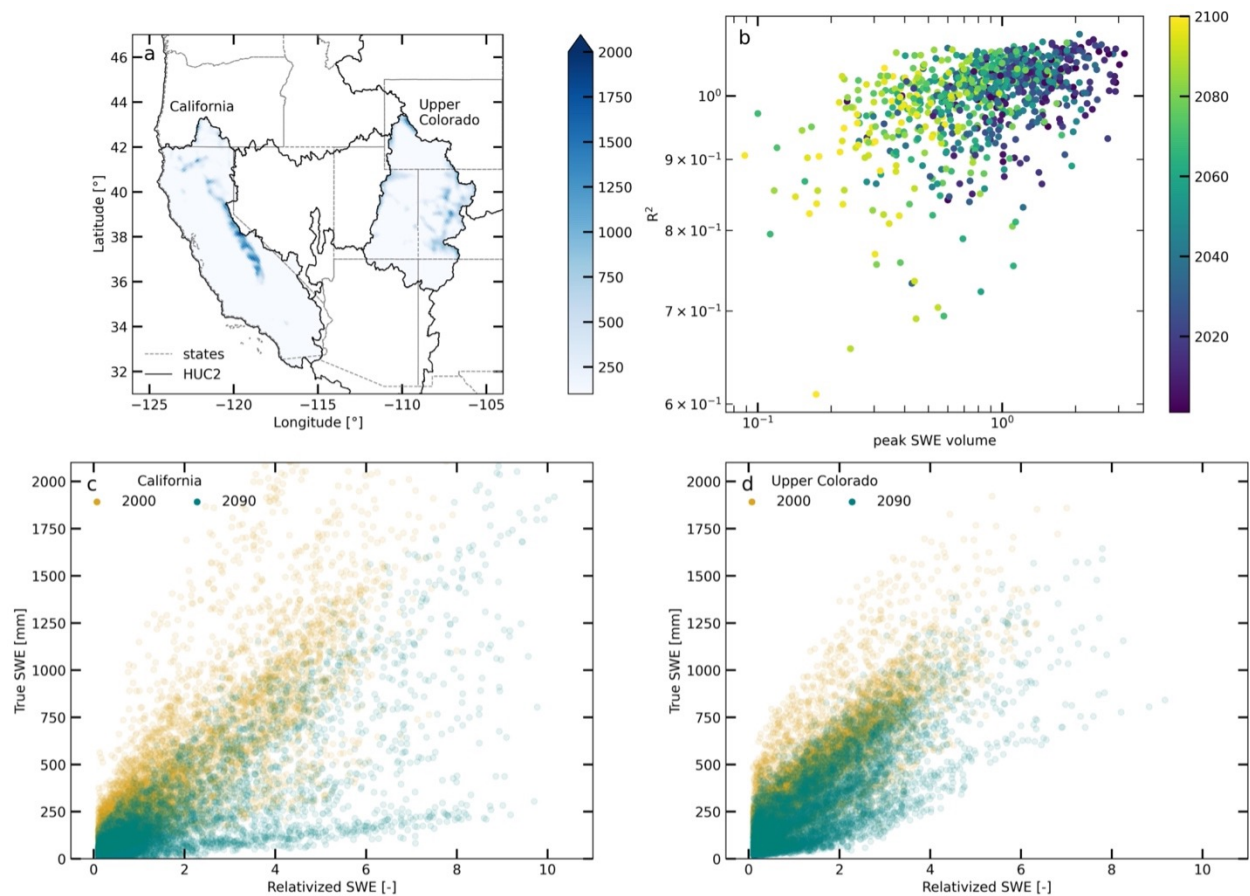 a
California
Upper
Colorado
states
HUC2
46
44
42
40
38
36
34
32
Latitude [°]
−125
−120
−115
−110
−105
Longitude [°]
2000
1750
1500
1250
1000
750
500
250
b
10⁰
9 × 10⁻¹
8 × 10⁻¹
7 × 10⁻¹
6 × 10⁻¹
R²
10⁻¹
10⁰
peak SWE volume
2100
2080
2060
2040
2020
c
California
2000
2090
2000
1750
1500
1250
1000
750
500
250
0
True SWE [mm]
0
2
4
6
8
10
Relativized SWE [-]
d
Upper Colorado
2000
2090
2000
1750
1500
1250
1000
750
500
250
0
True SWE [mm]
0
2
4
6
8
10
Relativized SWE [-]